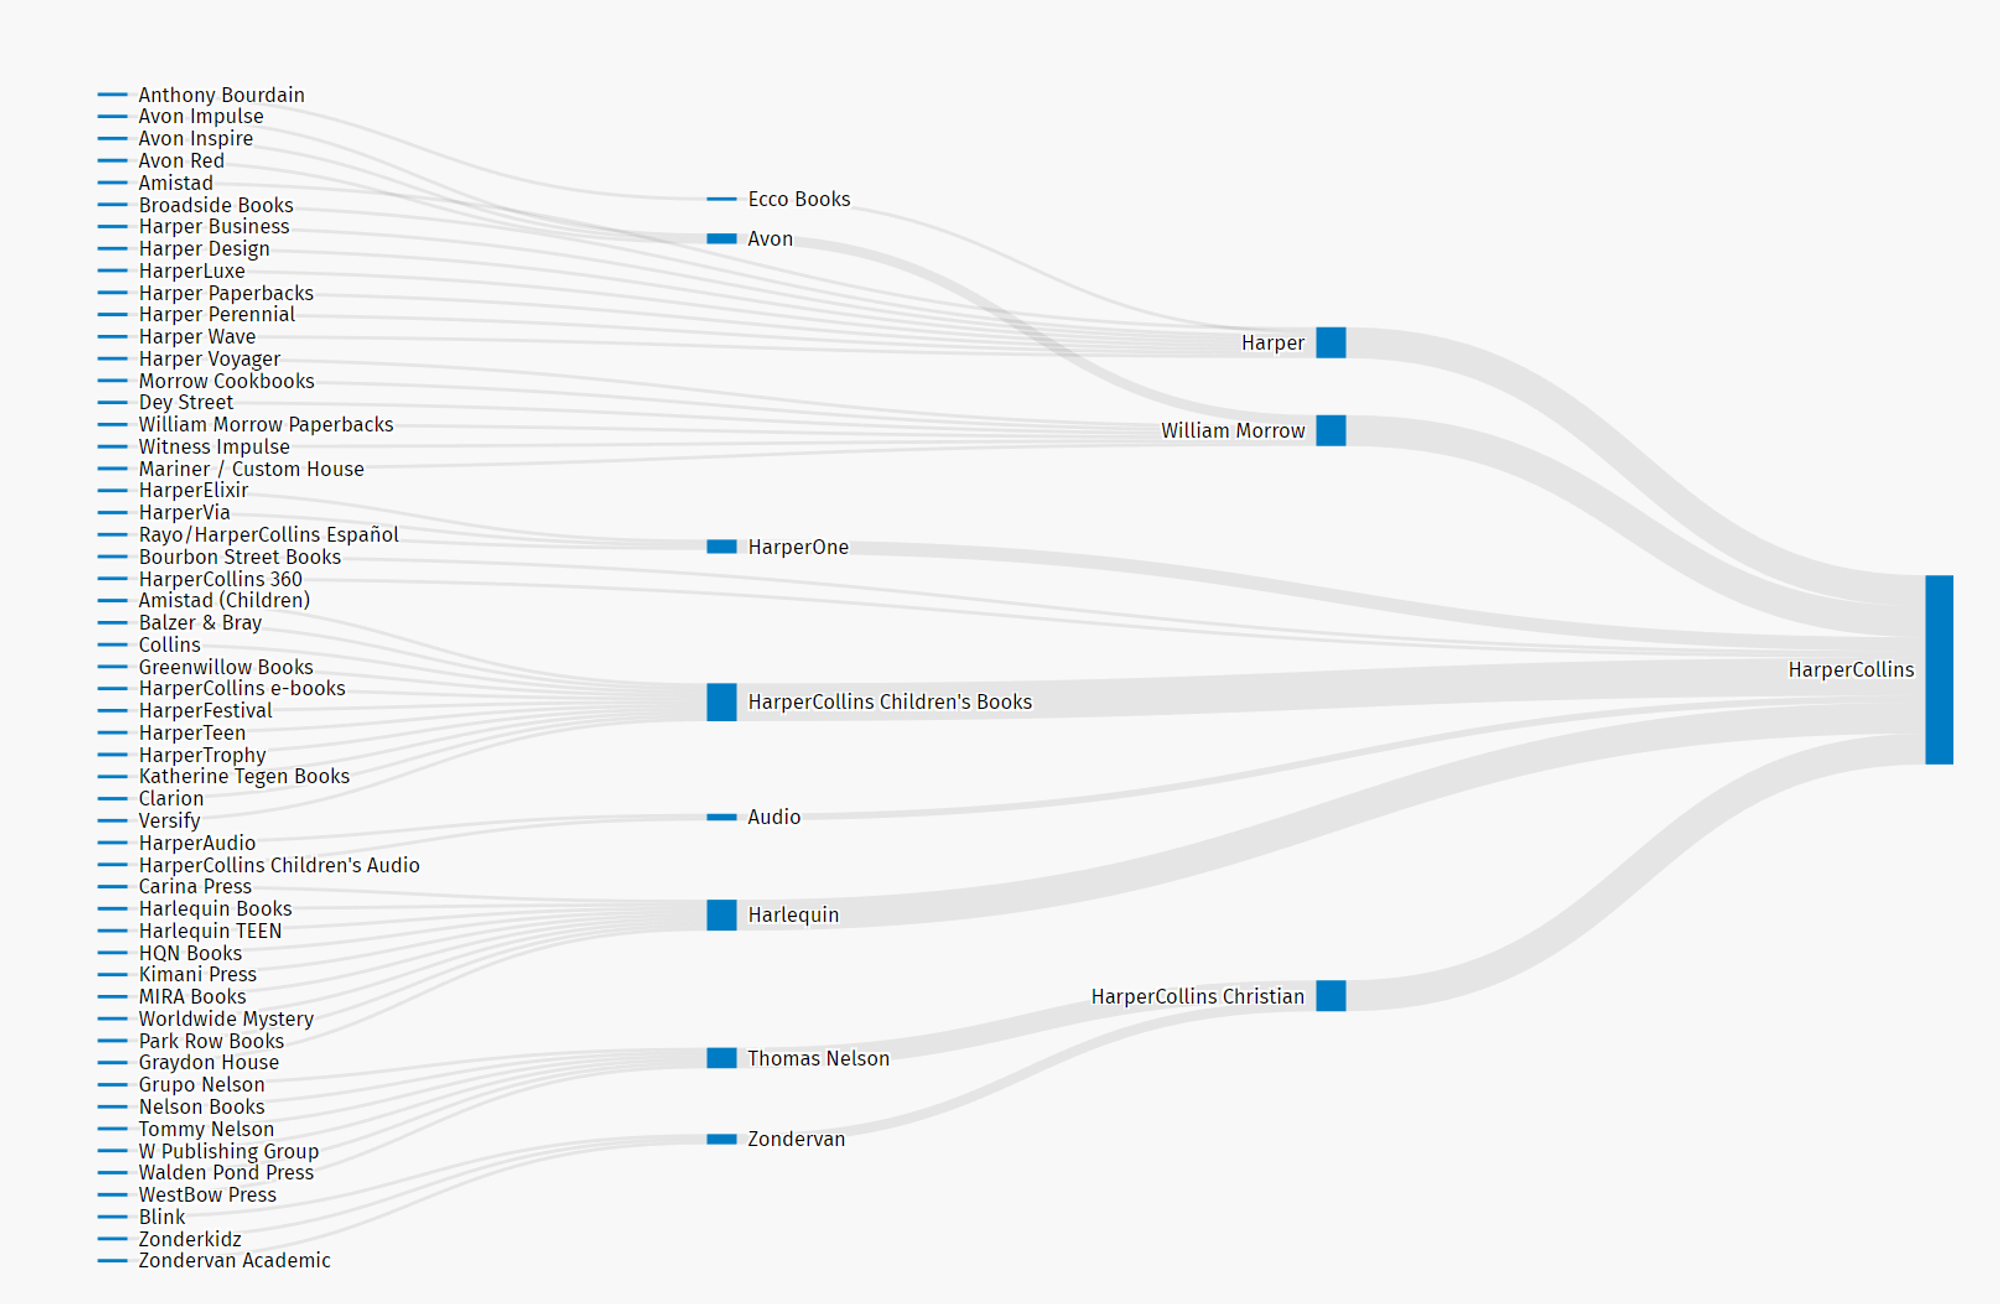 Anthony Bourdain
Avon Impulse
Avon Inspire
Avon Red
Amistad
Broadside Books
Harper Business
Harper Design
HarperLuxe
Harper Paperbacks
Harper Perennial
Harper Wave
Harper Voyager
Morrow Cookbooks
Dey Street
William Morrow Paperbacks
Witness Impulse
Mariner / Custom House
HarperElixir
HarperVia
Rayo/HarperCollins Español
Bourbon Street Books
HarperCollins 360
Amistad (Children)
Balzer & Bray
Collins
Greenwillow Books
HarperCollins e-books
HarperFestival
HarperTeen
HarperTrophy
Katherine Tegen Books
Clarion
Versify
HarperAudio
HarperCollins Children's Audio
Carina Press
Harlequin Books
Harlequin TEEN
HQN Books
Kimani Press
MIRA Books
Worldwide Mystery
Park Row Books
Graydon House
Grupo Nelson
Nelson Books
Tommy Nelson
W Publishing Group
Walden Pond Press
WestBow Press
Blink
Zonderkidz
Zondervan Academic
Ecco Books
Avon
HarperOne
HarperCollins Children's Books
Audio
Harlequin
Thomas Nelson
Zondervan
Harper
William Morrow
HarperCollins Christian
HarperCollins